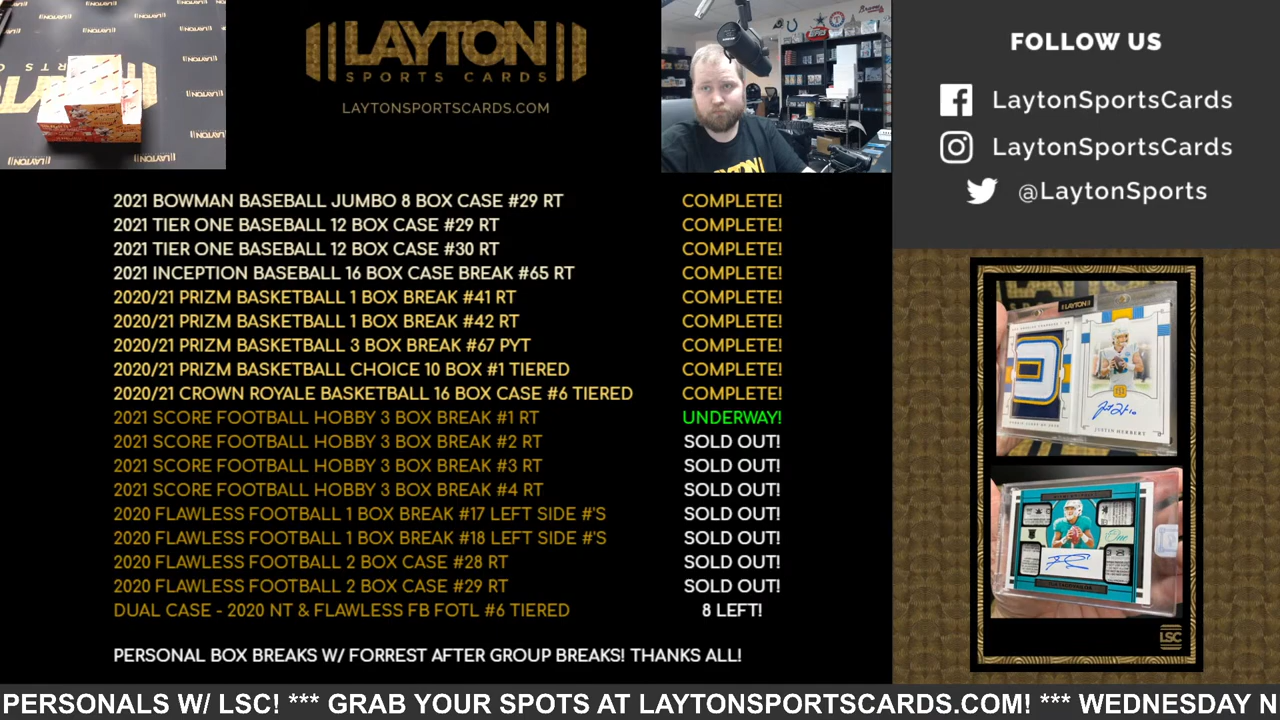 LAYTON
SPORTS CARDS
LAYTONSPORTSCARDS.COM
FOLLOW US
LaytonSportsCards
LaytonSportsCards
@LaytonSports
2021 BOWMAN BASEBALL JUMBO 8 BOX CASE #29 RT COMPLETE!
2021 TIER ONE BASEBALL 12 BOX CASE #29 RT COMPLETE!
2021 TIER ONE BASEBALL 12 BOX CASE #30 RT COMPLETE!
2021 INCEPTION BASEBALL 16 BOX CASE BREAK #65 RT COMPLETE!
2020/21 PRIZM BASKETBALL 1 BOX BREAK #41 RT COMPLETE!
2020/21 PRIZM BASKETBALL 1 BOX BREAK #42 RT COMPLETE!
2020/21 PRIZM BASKETBALL 3 BOX BREAK #67 PYT COMPLETE!
2020/21 PRIZM BASKETBALL CHOICE 10 BOX #1 TIERED COMPLETE!
2020/21 CROWN ROYALE BASKETBALL 16 BOX CASE #6 TIERED COMPLETE!
2021 SCORE FOOTBALL HOBBY 3 BOX BREAK #1 RT UNDERWAY!
2021 SCORE FOOTBALL HOBBY 3 BOX BREAK #2 RT SOLD OUT!
2021 SCORE FOOTBALL HOBBY 3 BOX BREAK #3 RT SOLD OUT!
2021 SCORE FOOTBALL HOBBY 3 BOX BREAK #4 RT SOLD OUT!
2020 FLAWLESS FOOTBALL 1 BOX BREAK #17 LEFT SIDE #'S SOLD OUT!
2020 FLAWLESS FOOTBALL 1 BOX BREAK #18 LEFT SIDE #'S SOLD OUT!
2020 FLAWLESS FOOTBALL 2 BOX CASE #28 RT SOLD OUT!
2020 FLAWLESS FOOTBALL 2 BOX CASE #29 RT SOLD OUT!
DUAL CASE - 2020 NT & FLAWLESS FB FOTL #6 TIERED 8 LEFT!
PERSONAL BOX BREAKS W/ FORREST AFTER GROUP BREAKS! THANKS ALL!
LAYTON
JUSTIN HERBERT
One
LSC
PERSONALS W/ LSC! *** GRAB YOUR SPOTS AT LAYTONSPORTSCARDS.COM! *** WEDNESDAY N